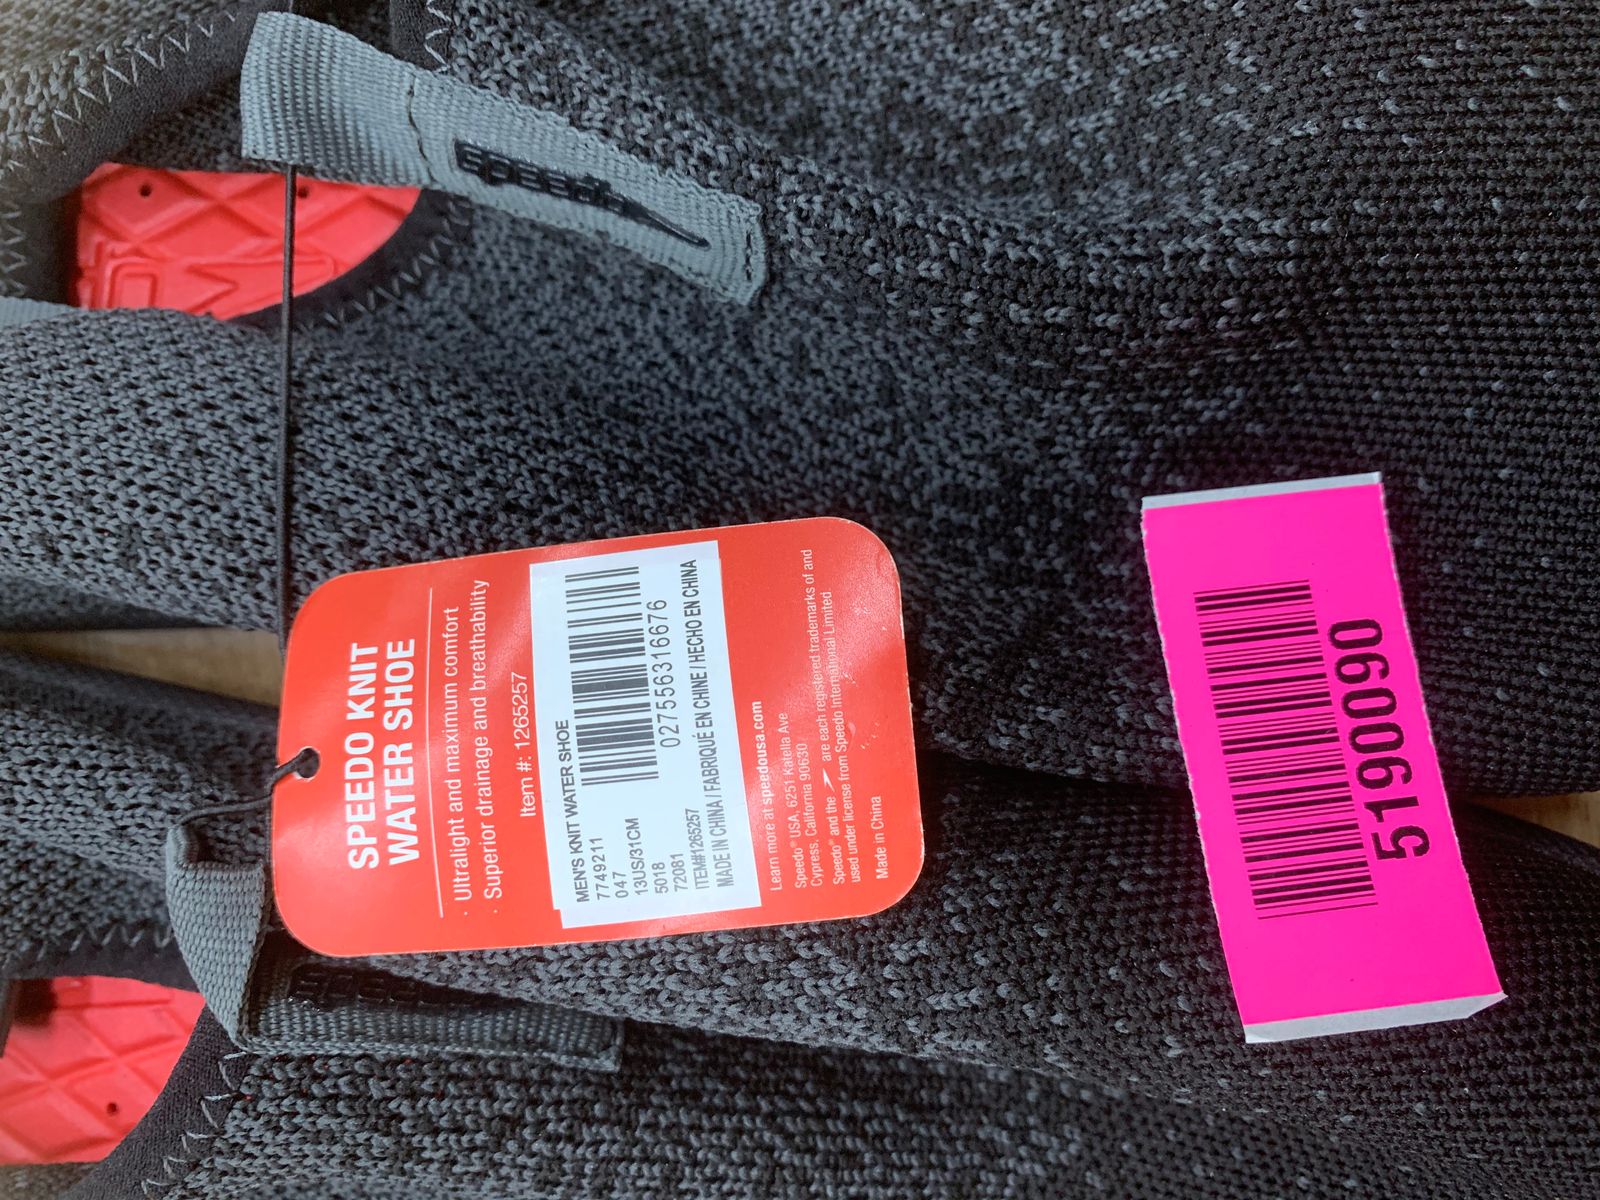 speedo
SPEEDO KNIT
WATER SHOE
· Ultralight and maximum comfort
· Superior drainage and breathability
Item #: 1265257
MEN'S KNIT WATER SHOE
7749211
047
13US/31CM
5018
72081
027556316676
ITEM#1265257
MADE IN CHINA / FABRIQUÉ EN CHINE / HECHO EN CHINA
Learn more at speedousa.com
Speedo® USA, 6251 Katella Ave
Cypress, California 90630
Speedo® and the are each registered trademarks of and
used under license from Speedo International Limited
Made in China
5190090